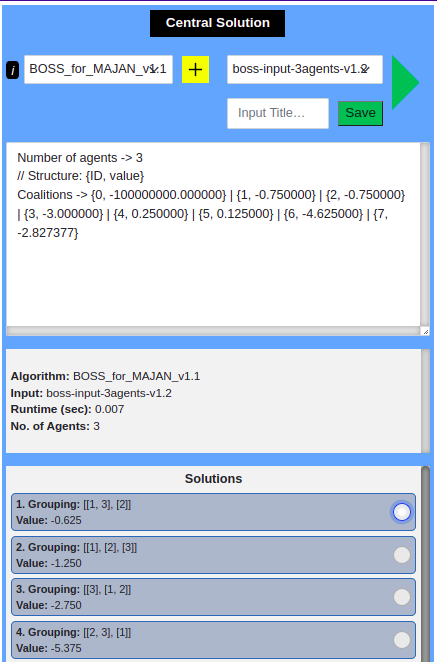 Central Solution
i BOSS_for_MAJAN_v1.1 + boss-input-3agents-v1.2
Input Title... Save
Number of agents -> 3
// Structure: {ID, value}
Coalitions -> {0, -100000000.000000} | {1, -0.750000} | {2, -0.750000}
| {3, -3.000000} | {4, 0.250000} | {5, 0.125000} | {6, -4.625000} | {7,
-2.827377}
Algorithm: BOSS_for_MAJAN_v1.1
Input: boss-input-3agents-v1.2
Runtime (sec): 0.007
No. of Agents: 3
Solutions
1. Grouping: [[1, 3], [2]]
Value: -0.625
2. Grouping: [[1], [2], [3]]
Value: -1.250
3. Grouping: [[3], [1, 2]]
Value: -2.750
4. Grouping: [[2, 3], [1]]
Value: -5.375